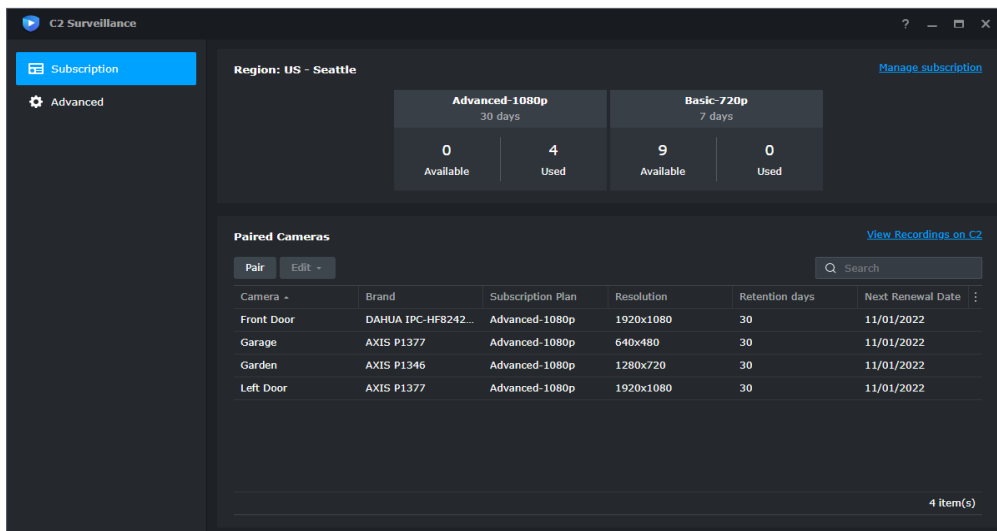 C2 Surveillance
?
Subscription
Advanced
Region: US - Seattle
Manage subscription
Advanced-1080p
30 days
0
Available
4
Used
Basic-720p
7 days
9
Available
0
Used
Paired Cameras
View Recordings on C2
Pair
Edit
Search
Camera Brand Subscription Plan Resolution Retention days Next Renewal Date
Front Door DAHUA IPC-HF8242... Advanced-1080p 1920x1080 30 11/01/2022
Garage AXIS P1377 Advanced-1080p 640x480 30 11/01/2022
Garden AXIS P1346 Advanced-1080p 1280x720 30 11/01/2022
Left Door AXIS P1377 Advanced-1080p 1920x1080 30 11/01/2022
4 item(s)